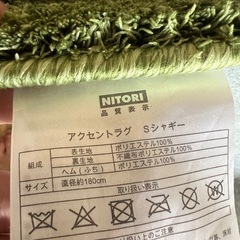 NITORI
品質表示
アクセントラグ Sシャギー
組成 表生地 ポリエステル100%
裏生地 不織布ポリエステル100%
ヘム(ふち) ポリエステル100%
サイズ 直径約180cm
取り扱い表示